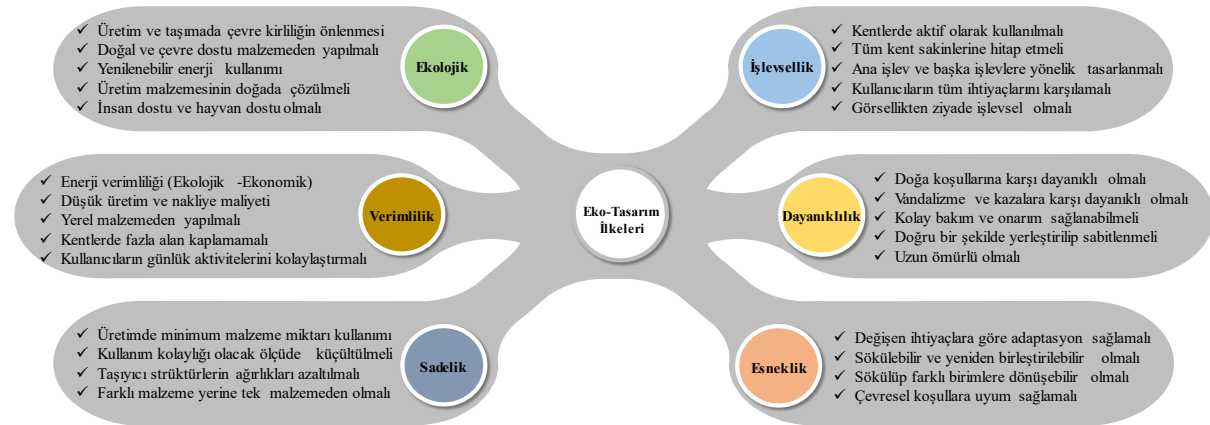 ✓ Üretim ve taşımada çevre kirliliğin önlenmesi
✓ Doğal ve çevre dostu malzemeden yapılmalı
✓ Yenilenebilir enerji kullanımı
✓ Üretim malzemesinin doğada çözülmeli
✓ İnsan dostu ve hayvan dostu olmalı
Ekolojik
İşlevsellik
✓ Kentlerde aktif olarak kullanılmalı
✓ Tüm kent sakinlerine hitap etmeli
✓ Ana işlev ve başka işlevlere yönelik tasarlanmalı
✓ Kullanıcıların tüm ihtiyaçlarını karşılamalı
✓ Görsellikten ziyade işlevsel olmalı
✓ Enerji verimliliği (Ekolojik -Ekonomik)
✓ Düşük üretim ve nakliye maliyeti
✓ Yerel malzemeden yapılmalı
✓ Kentlerde fazla alan kaplamamalı
✓ Kullanıcıların günlük aktivitelerini kolaylaştırmalı
Verimlilik
Eko-Tasarım
İlkeleri
Dayanıklılık
✓ Doğa koşullarına karşı dayanıklı olmalı
✓ Vandalizme ve kazalara karşı dayanıklı olmalı
✓ Kolay bakım ve onarım sağlanabilmeli
✓ Doğru bir şekilde yerleştirilip sabitlenmeli
✓ Uzun ömürlü olmalı
✓ Üretimde minimum malzeme miktarı kullanımı
✓ Kullanım kolaylığı olacak ölçüde küçültülmeli
✓ Taşıyıcı strüktürlerin ağırlıkları azaltılmalı
✓ Farklı malzeme yerine tek malzemeden olmalı
Sadelik
Esneklik
✓ Değişen ihtiyaçlara göre adaptasyon sağlamalı
✓ Sökülebilir ve yeniden birleştirilebilir olmalı
✓ Sökülüp farklı birimlere dönüşebilir olmalı
✓ Çevresel koşullara uyum sağlamalı